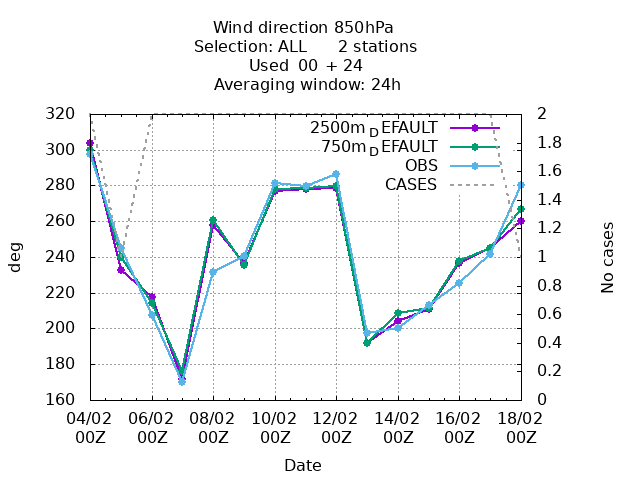 Wind direction 850hPa
Selection: ALL 2 stations
Used 00 + 24
Averaging window: 24h
320
300
280
260
240
220
200
180
160
deg
2500m_DEFAULT
750m_DEFAULT
OBS
CASES
2
1.8
1.6
1.4
1.2
1
0.8
0.6
0.4
0.2
0
No cases
04/02 06/02 08/02 10/02 12/02 14/02 16/02 18/02
00Z 00Z 00Z 00Z 00Z 00Z 00Z 00Z
Date